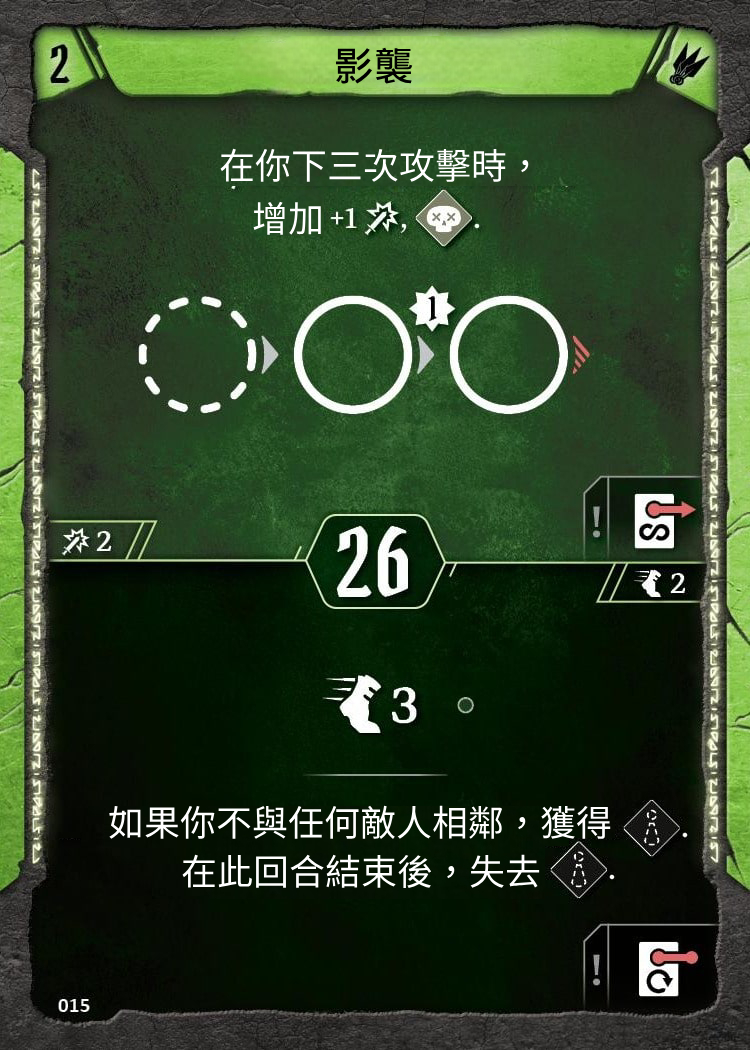 2
影襲
在你下三次攻擊時，
增加 +1 , .
1
! 
2
26
2
3
如果你不與任何敵人相鄰，獲得 .
在此回合結束後，失去 .
!
015